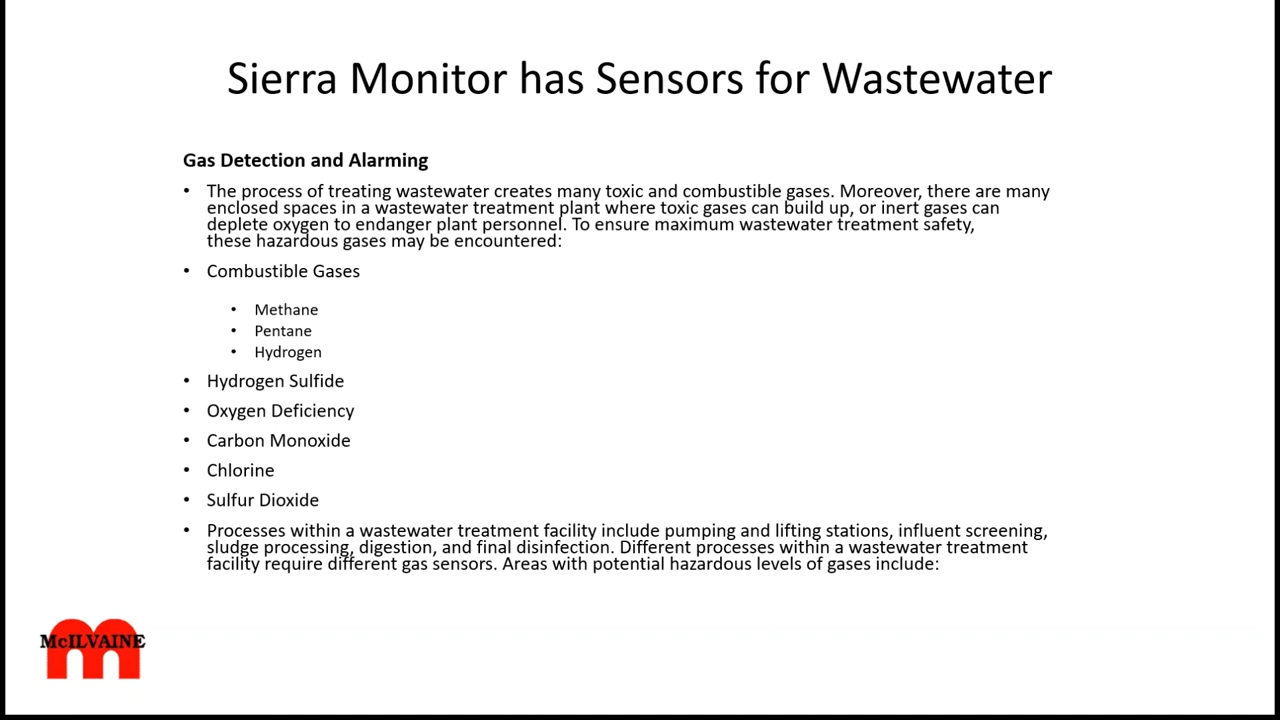 Sierra Monitor has Sensors for Wastewater
Gas Detection and Alarming
• The process of treating wastewater creates many toxic and combustible gases. Moreover, there are many
enclosed spaces in a wastewater treatment plant where toxic gases can build up, or inert gases can
deplete oxygen to endanger plant personnel. To ensure maximum wastewater treatment safety,
these hazardous gases may be encountered:
• Combustible Gases
• Methane
• Pentane
• Hydrogen
• Hydrogen Sulfide
• Oxygen Deficiency
• Carbon Monoxide
• Chlorine
• Sulfur Dioxide
• Processes within a wastewater treatment facility include pumping and lifting stations, influent screening,
sludge processing, digestion, and final disinfection. Different processes within a wastewater treatment
facility require different gas sensors. Areas with potential hazardous levels of gases include:
McILVAINE